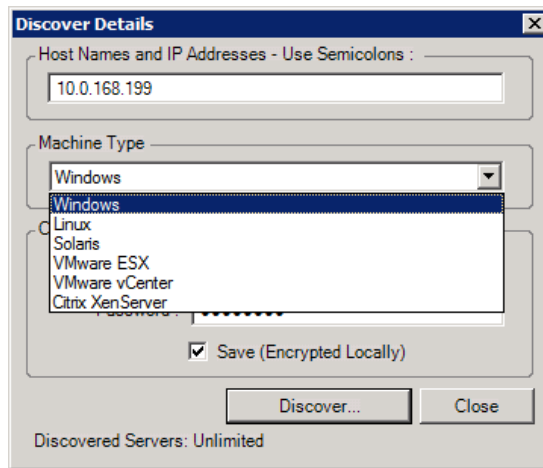 Discover Details
Host Names and IP Addresses - Use Semicolons :
10.0.168.199
Machine Type
Windows
Windows
Linux
Solaris
VMware ESX
VMware vCenter
Citrix XenServer
Password :
Save (Encrypted Locally)
Discover... Close
Discovered Servers: Unlimited